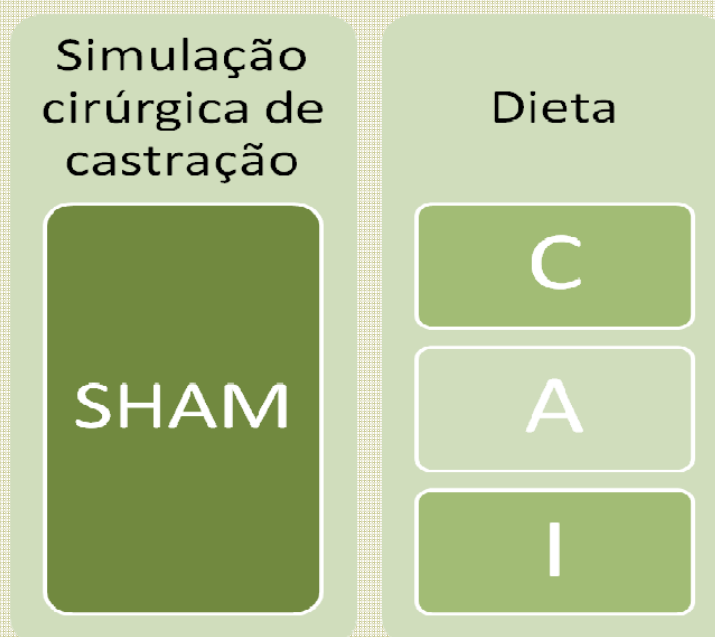 Simulação
cirúrgica de
castração
SHAM
Dieta
C
A
I